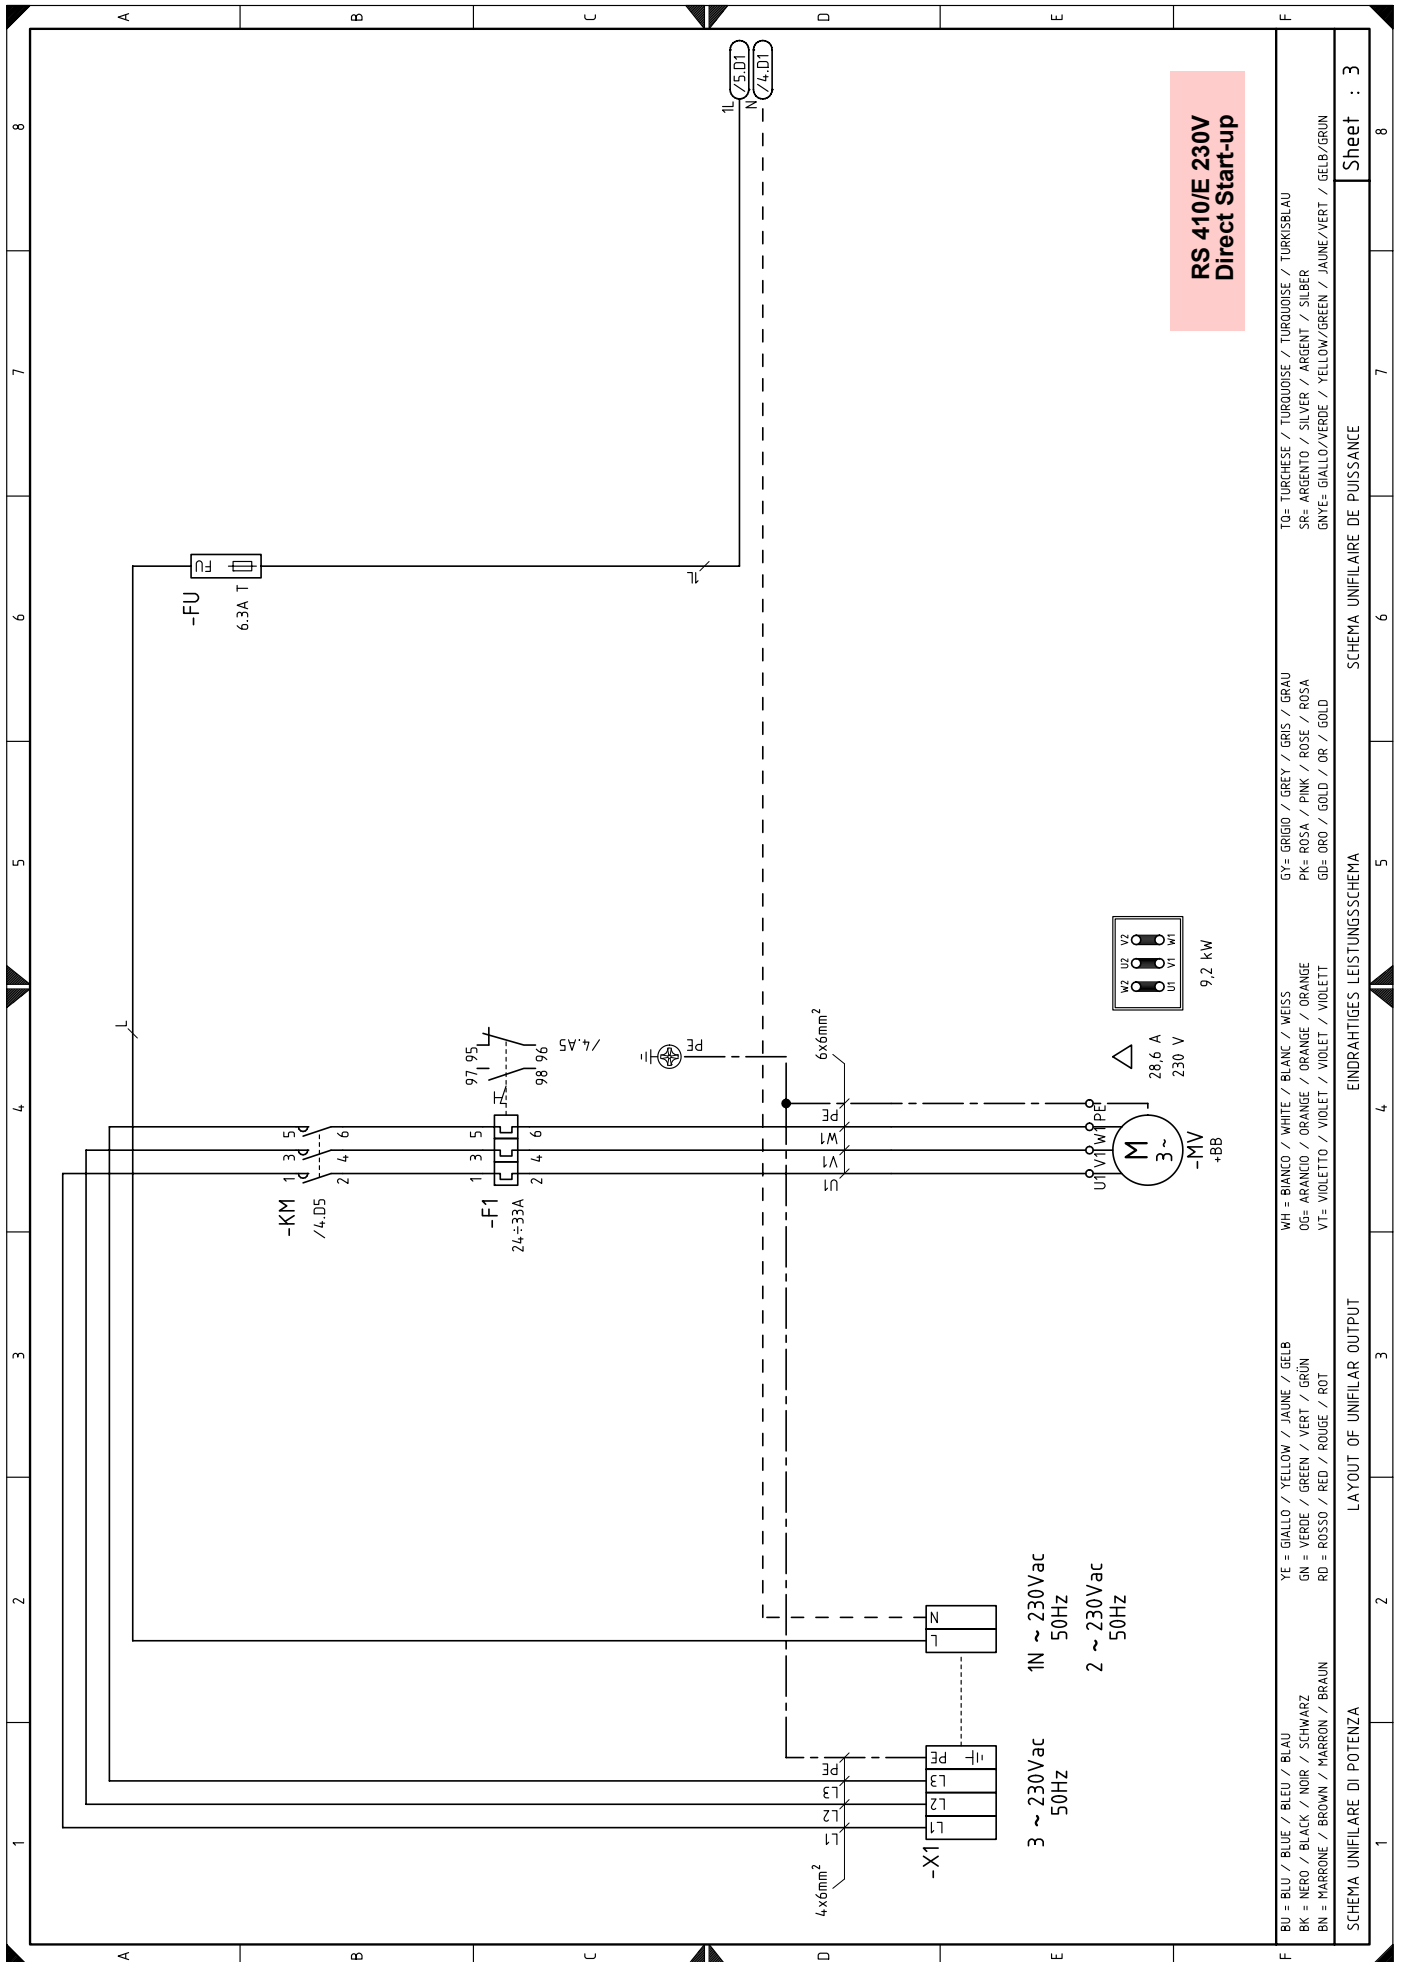 1 2 3 4 5 6 7 8
A A
B B
C C
D D
E E
F F
L
-FU
FU
6.3A T
1L
1L
/5.D1
N
/4.D1
-KM
/4.D5
1 3 5
2 4 6
-F1
24÷33A
1 3 5
2 4 6
97 95
98 96
/4.A5
PE
4x6mm²
L1 L2 L3 PE
-X1
L1 L2 L3 PE
L N
3 ~ 230Vac
50Hz
1N ~ 230Vac
50Hz
2 ~ 230Vac
50Hz
U1 V1 W1 PE
6x6mm²
U1 V1 W1 PE
M
3~
-MV
+BB
28,6 A
230 V
W2 U2 V2
U1 V1 W1
9,2 kW
RS 410/E 230V
Direct Start-up
BU = BLU / BLUE / BLEU / BLAU
BK = NERO / BLACK / NOIR / SCHWARZ
BN = MARRONE / BROWN / MARRON / BRAUN
YE = GIALLO / YELLOW / JAUNE / GELB
GN = VERDE / GREEN / VERT / GRÜN
RD = ROSSO / RED / ROUGE / ROT
WH = BIANCO / WHITE / BLANC / WEISS
OG= ARANCIO / ORANGE / ORANGE / ORANGE
VT= VIOLETTO / VIOLET / VIOLET / VIOLETT
GY= GRIGIO / GREY / GRIS / GRAU
PK= ROSA / PINK / ROSE / ROSA
GD= ORO / GOLD / OR / GOLD
TQ= TURCHESE / TURQUOISE / TURQUOISE / TURKISBLAU
SR= ARGENTO / SILVER / ARGENT / SILBER
GNYE= GIALLO/VERDE / YELLOW/GREEN / JAUNE/VERT / GELB/GRUN
SCHEMA UNIFILARE DI POTENZA
LAYOUT OF UNIFILAR OUTPUT
EINDRAHTIGES LEISTUNGSSCHEMA
SCHEMA UNIFILAIRE DE PUISSANCE
Sheet : 3
1 2 3 4 5 6 7 8